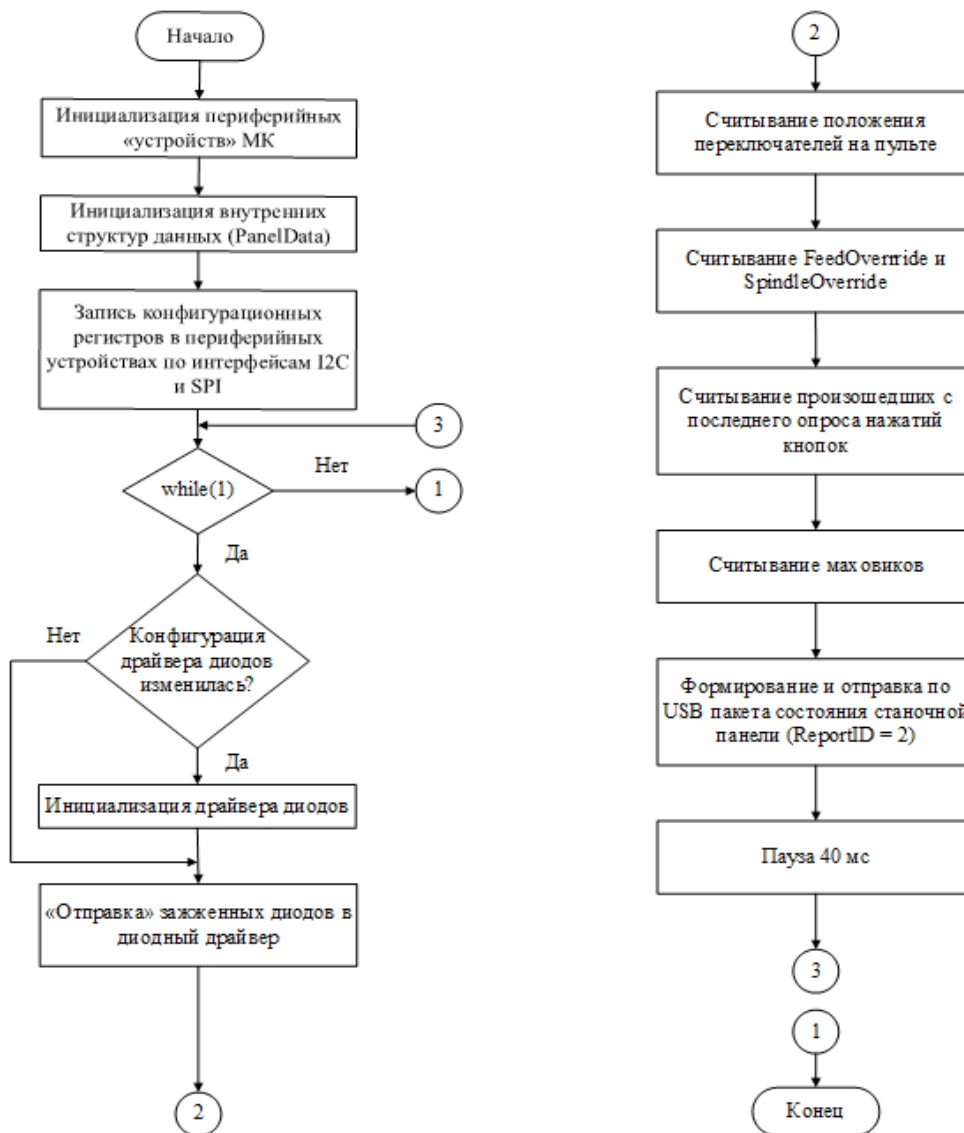 Начало
Инициализация периферийных
«устройств» МК
Инициализация внутренних
структур данных (PanelData)
Запись конфигурационных
регистров в периферийных
устройствах по интерфейсам I2C
и SPI
3
while(1)
Нет
1
Да
Конфигурация
драйвера диодов
изменилась?
Нет
Да
Инициализация драйвера диодов
«Отправка» зажженных диодов в
диодный драйвер
2
2
Считывание положения
переключателей на пульте
Считывание FeedOverrride и
SpindleOverride
Считывание произошедших с
последнего опроса нажатий
кнопок
Считывание маховиков
Формирование и отправка по
USB пакета состояния станочной
панели (ReportID = 2)
Пауза 40 мс
3
1
Конец